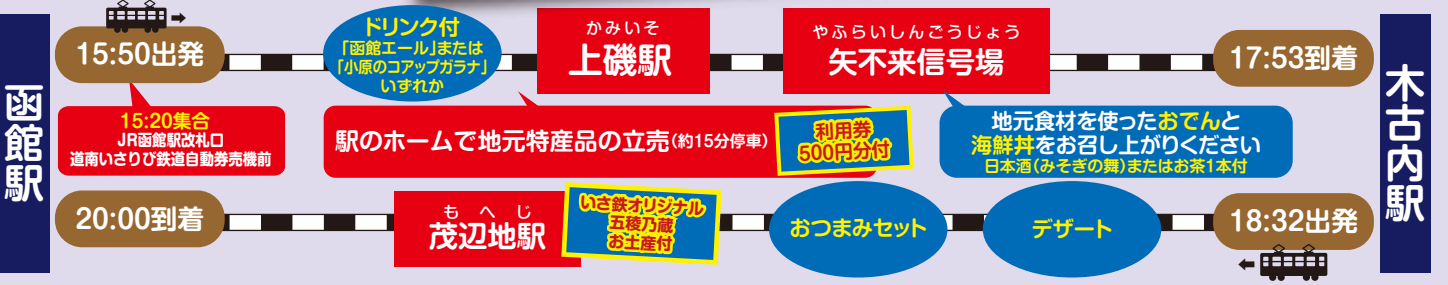 函館駅
15:50出発
15:20集合
JR函館駅改札口
道南いさりび鉄道自動券売機前
ドリンク付
「函館エール」または
「小原のコアップガラナ」
いずれか
かみいそ
上磯駅
駅のホームで地元特産品の立売(約15分停車)
利用券
500円分付
やふらいしんごうじょう
矢不来信号場
地元食材を使ったおでんと
海鮮丼をお召し上がりください
日本酒(みそぎの舞)またはお茶1本付
17:53到着
木古内駅
18:32出発
デザート
おつまみセット
もへじ
茂辺地駅
いさ鉄オリジナル
五稜乃蔵
お土産付
20:00到着